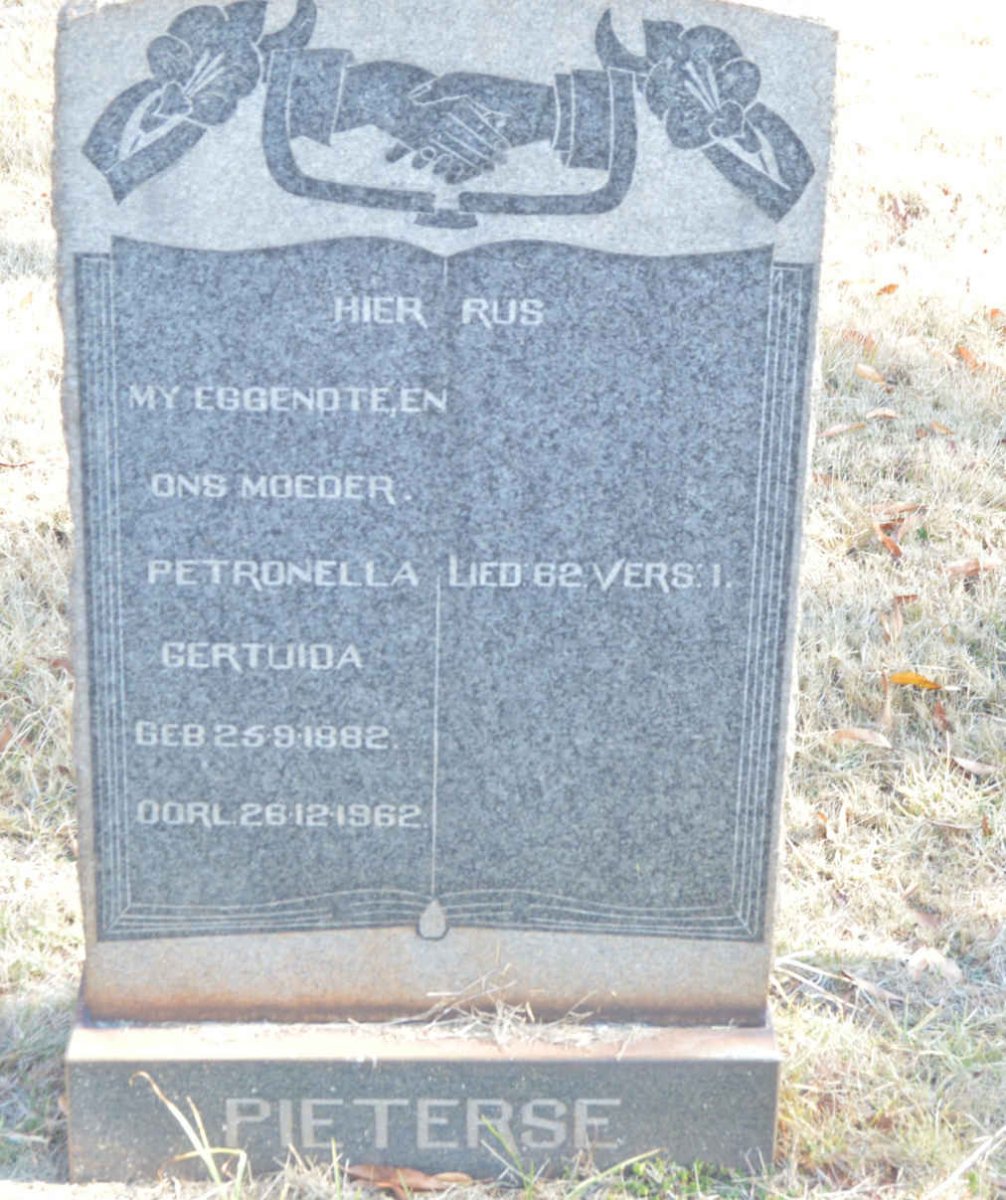 HIER RUS
MY EGGENOTE, EN
ONS MOEDER.
PETRONELLA
GERTUIDA
GEB 25·9·1882.
OORL. 26·12·1962.
LIED 62 VERS: 1.
PIETERSE